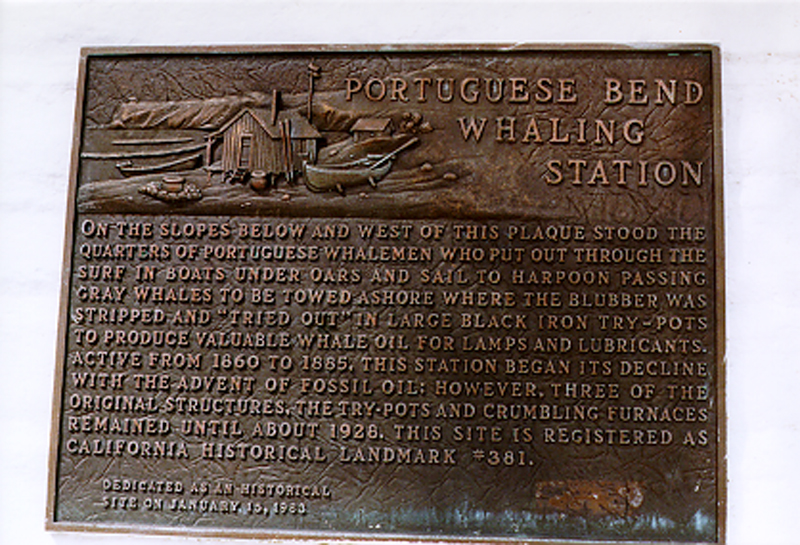 PORTUGUESE BEND
WHALING
STATION
ON THE SLOPES BELOW AND WEST OF THIS PLAQUE STOOD THE
QUARTERS OF PORTUGUESE WHALEMEN WHO PUT OUT THROUGH THE
SURF IN BOATS UNDER OARS AND SAIL TO HARPOON PASSING
GRAY WHALES TO BE TOWED ASHORE WHERE THE BLUBBER WAS
STRIPPED AND "TRIED OUT" IN LARGE BLACK IRON TRY-POTS
TO PRODUCE VALUABLE WHALE OIL FOR LAMPS AND LUBRICANTS.
ACTIVE FROM 1860 TO 1885, THIS STATION BEGAN ITS DECLINE
WITH THE ADVENT OF FOSSIL OIL; HOWEVER, THREE OF THE
ORIGINAL STRUCTURES, THE TRY-POTS AND CRUMBLING FURNACES
REMAINED UNTIL ABOUT 1928. THIS SITE IS REGISTERED AS
CALIFORNIA HISTORICAL LANDMARK #381.
DEDICATED AS AN HISTORICAL
SITE ON JANUARY, 15, 1983